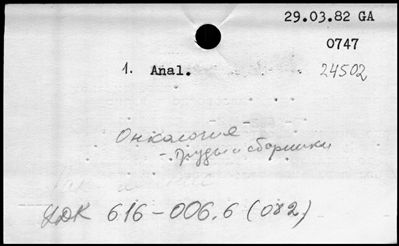 29.03.82 GA
0747
1. Anal. 24502
Онкология -
- Труды и сборники
УДК 616-006.6 (082)